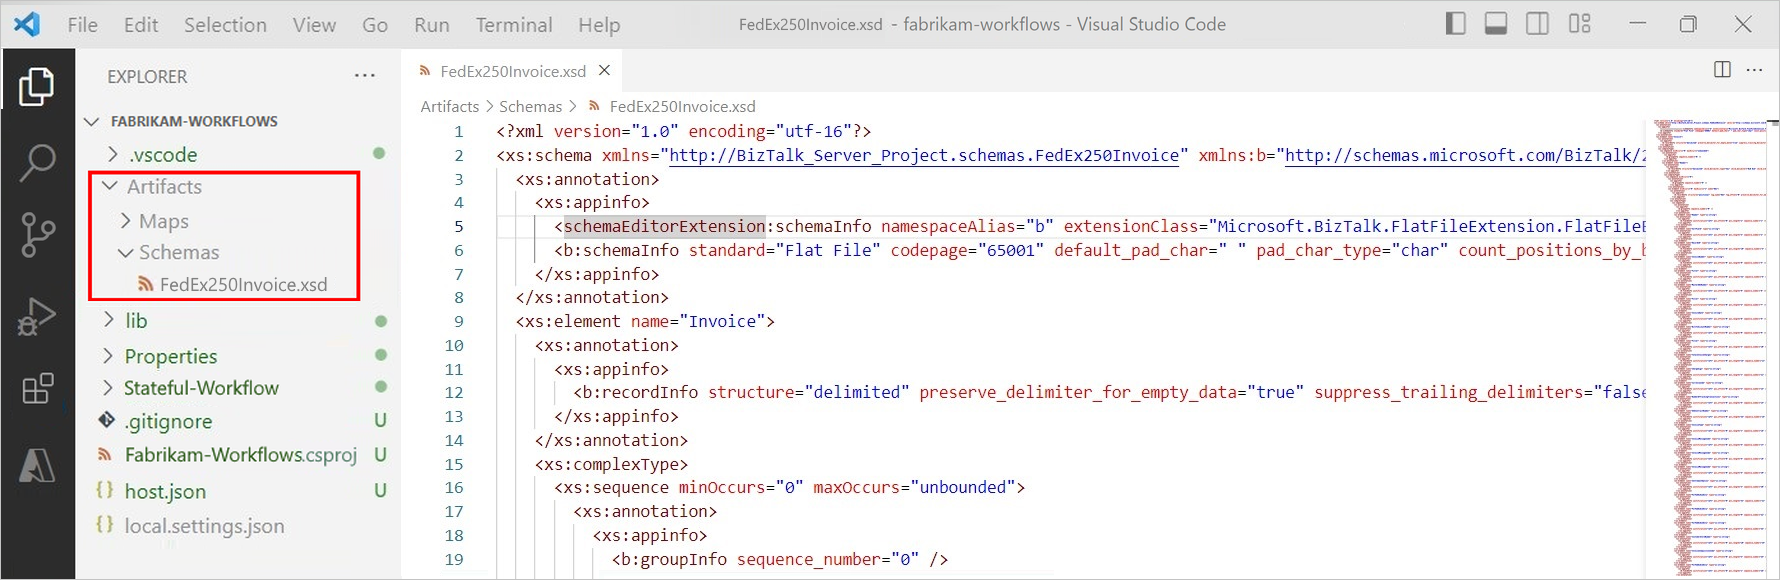 File Edit Selection View Go Run Terminal Help
FedEx250Invoice.xsd - fabrikam-workflows - Visual Studio Code
EXPLORER ···
FABRIKAM-WORKFLOWS
.vscode
Artifacts
Maps
Schemas
FedEx250Invoice.xsd
lib
Properties
Stateful-Workflow
.gitignore U
Fabrikam-Workflows.csproj U
host.json U
{} local.settings.json
FedEx250Invoice.xsd
Artifacts > Schemas > FedEx250Invoice.xsd
1 <?xml version="1.0" encoding="utf-16"?>
2 <xs:schema xmlns="http://BizTalk_Server_Project.schemas.FedEx250Invoice" xmlns:b="http://schemas.microsoft.com/BizTalk/2
3 <xs:annotation>
4 <xs:appinfo>
5 <schemaEditorExtension:schemaInfo namespaceAlias="b" extensionClass="Microsoft.BizTalk.FlatFileExtension.FlatFileE
6 <b:schemaInfo standard="Flat File" codepage="65001" default_pad_char=" " pad_char_type="char" count_positions_by_b
7 </xs:appinfo>
8 </xs:annotation>
9 <xs:element name="Invoice">
10 <xs:annotation>
11 <xs:appinfo>
12 <b:recordInfo structure="delimited" preserve_delimiter_for_empty_data="true" suppress_trailing_delimiters="false
13 </xs:appinfo>
14 </xs:annotation>
15 <xs:complexType>
16 <xs:sequence minOccurs="0" maxOccurs="unbounded">
17 <xs:annotation>
18 <xs:appinfo>
19 <b:groupInfo sequence_number="0" />